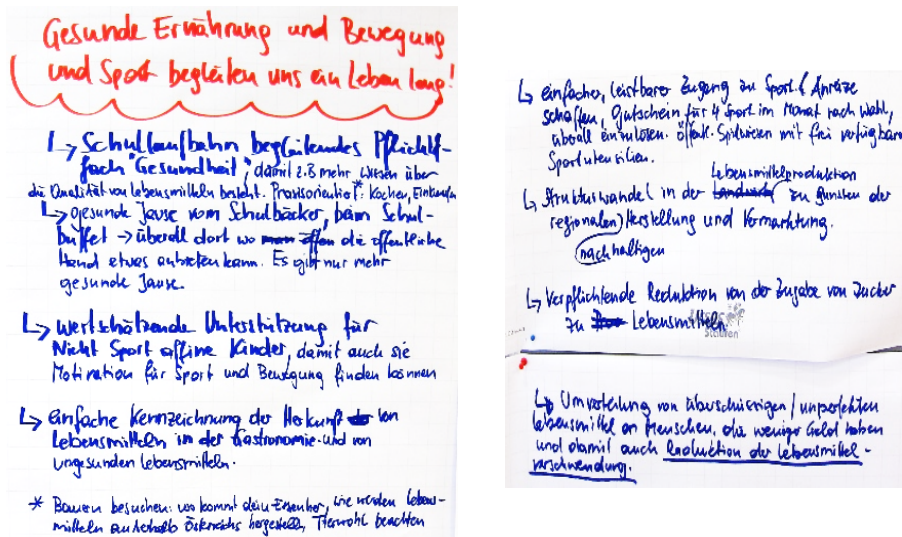 Gesunde Ernährung und Bewegung
und Sport begleiten uns ein Leben lang!
↳ Schullaufbahn begleitendes Pflicht-
fach "Gesundheit", damit z.B mehr Wissen über
die Qualität von Lebensmitteln besteht. Praxisorientiert*: Kochen, Einkaufen
↳ gesunde Jause vom Schulbäcker, beim Schul-
buffet → überall dort wo die öffentliche
Hand etwas anbieten kann. Es gibt nur mehr
gesunde Jause.
↳ wertschätzende Unterstützung für
Nicht Sport affine Kinder, damit auch sie
Motivation für Sport und Bewegung finden können
↳ einfache Kennzeichnung der Herkunft von
Lebensmitteln in der Gastronomie und von
ungesunden Lebensmitteln.
* Bauern besuchen: wo kommt dein Essen her, wie werden Lebens-
mitteln außerhalb Österreichs hergestellt, Tierwohl beachten
↳ einfacher, leistbarer Zugang zu Sport / Anreize
schaffen, Gutschein für 4 Sport im Monat nach Wahl,
überall einzulösen. öffentl. Spielwiesen mit frei verfügbaren
Sportutensilien.
↳ Strukturwandel in der Lebensmittelproduktion zu Gunsten der
regionalen Herstellung und Vermarktung.
nachhaltigen
↳ Verpflichtende Reduktion von der Zugabe von Zucker
zu Lebensmitteln
↳ Umverteilung von überschüssigen / unperfekten
Lebensmittel an Menschen, die weniger Geld haben
und damit auch Reduktion der Lebensmittel-
verschwendung.